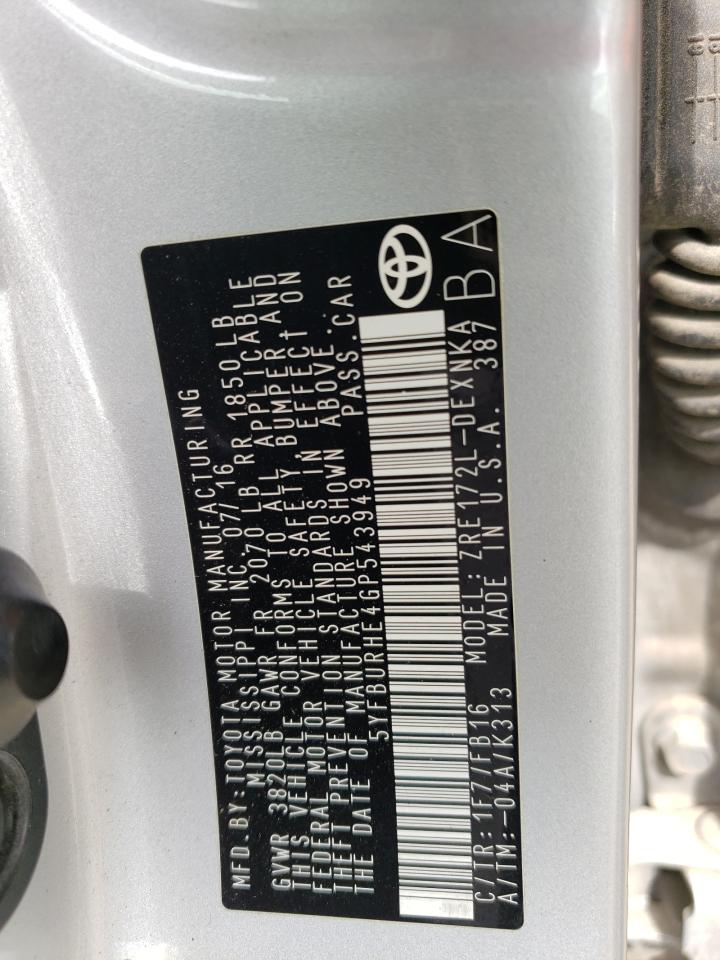 MFD BY: TOYOTA MOTOR MANUFACTURING
MISSISSIPPI INC 07/16
GVWR 3820LB GAWR FR 2070 LB RR 1850 LB
THIS VEHICLE CONFORMS TO ALL APPLICABLE
FEDERAL MOTOR VEHICLE SAFETY, BUMPER AND
THEFT PREVENTION STANDARDS IN EFFECT ON
THE DATE OF MANUFACTURE SHOWN ABOVE.
5YFBURHE4GP543949 PASS.CAR
C/TR: 1F7/FB16 MODEL: ZRE172L-DEXNKA
A/TM:-04A/K313 MADE IN U.S.A. 387
BA